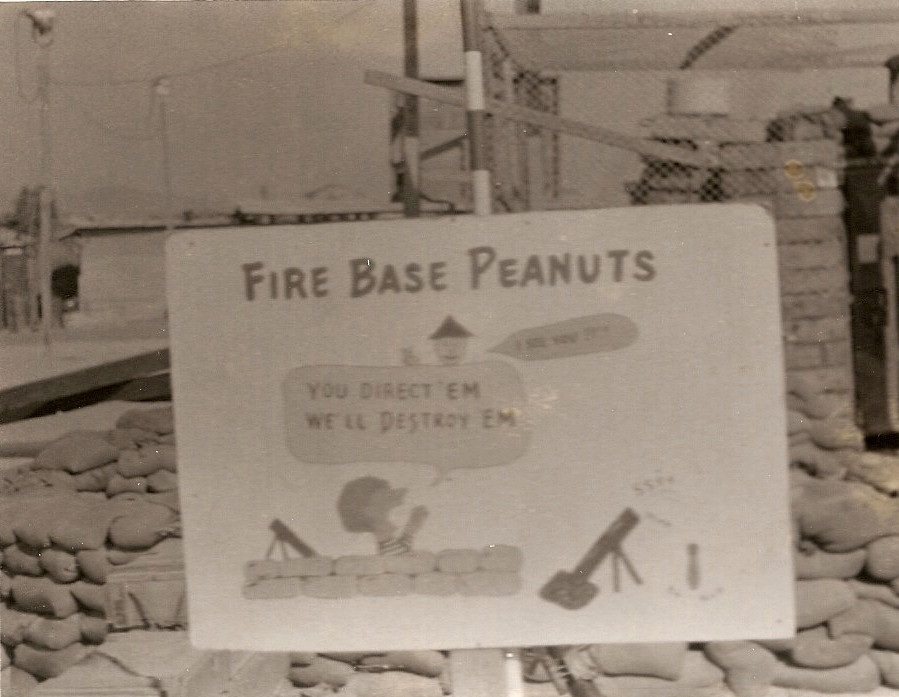 FIRE BASE PEANUTS
YOU DIRECT 'EM
WE'LL DESTROY EM